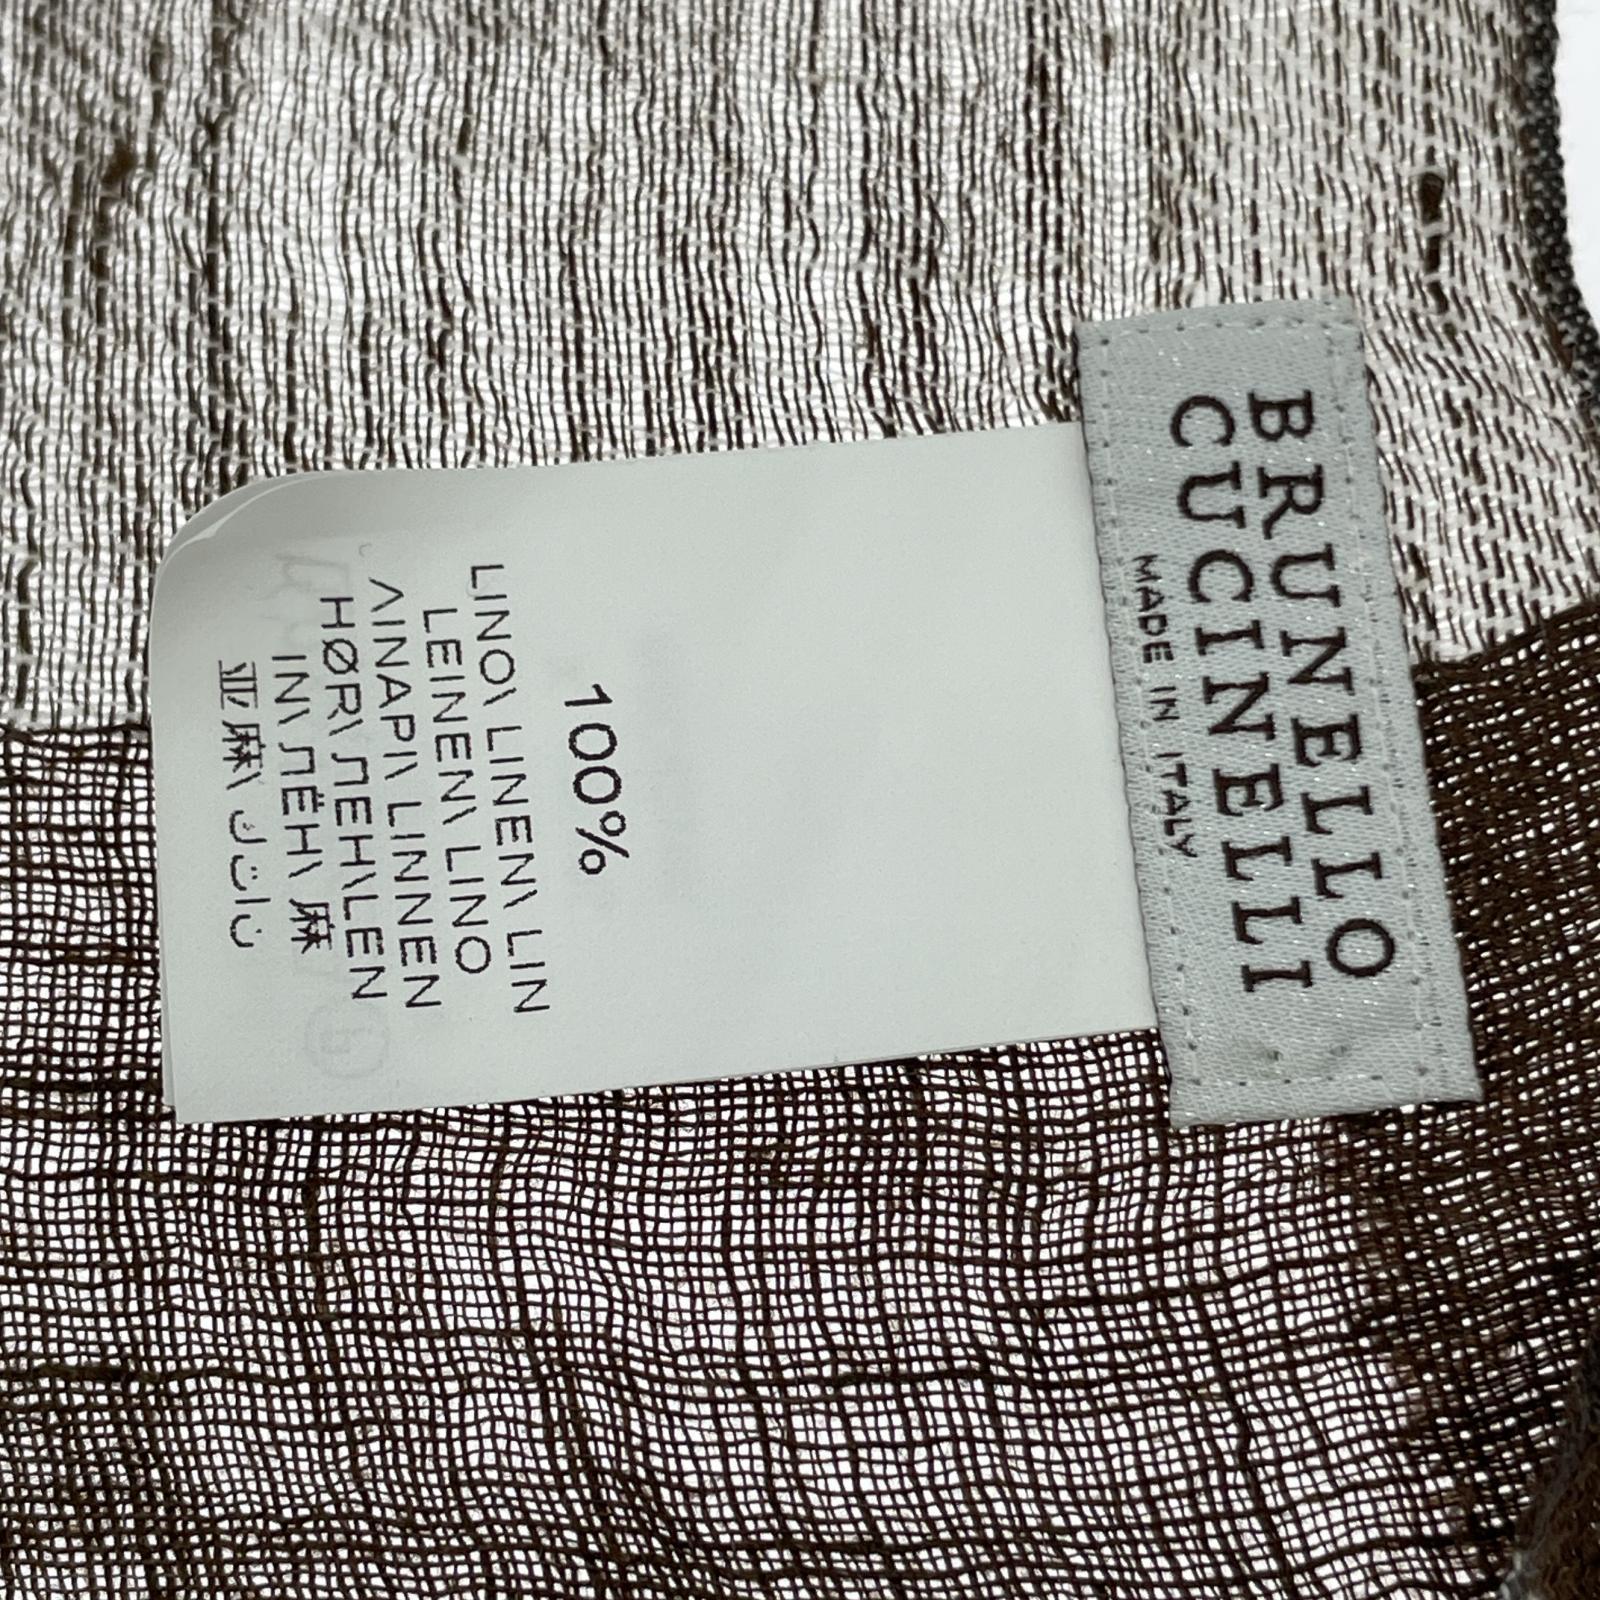 BRUNELLO
CUCINELLI
MADE IN ITALY
100%
LINO\ LINEN\ LIN
LEINEN\ LINO
ΛΙΝΑΡΙ\ LINNEN
HØR\ ЛЕН\LEN
IN\ ЛЁН\ 麻
亚麻\ كتان